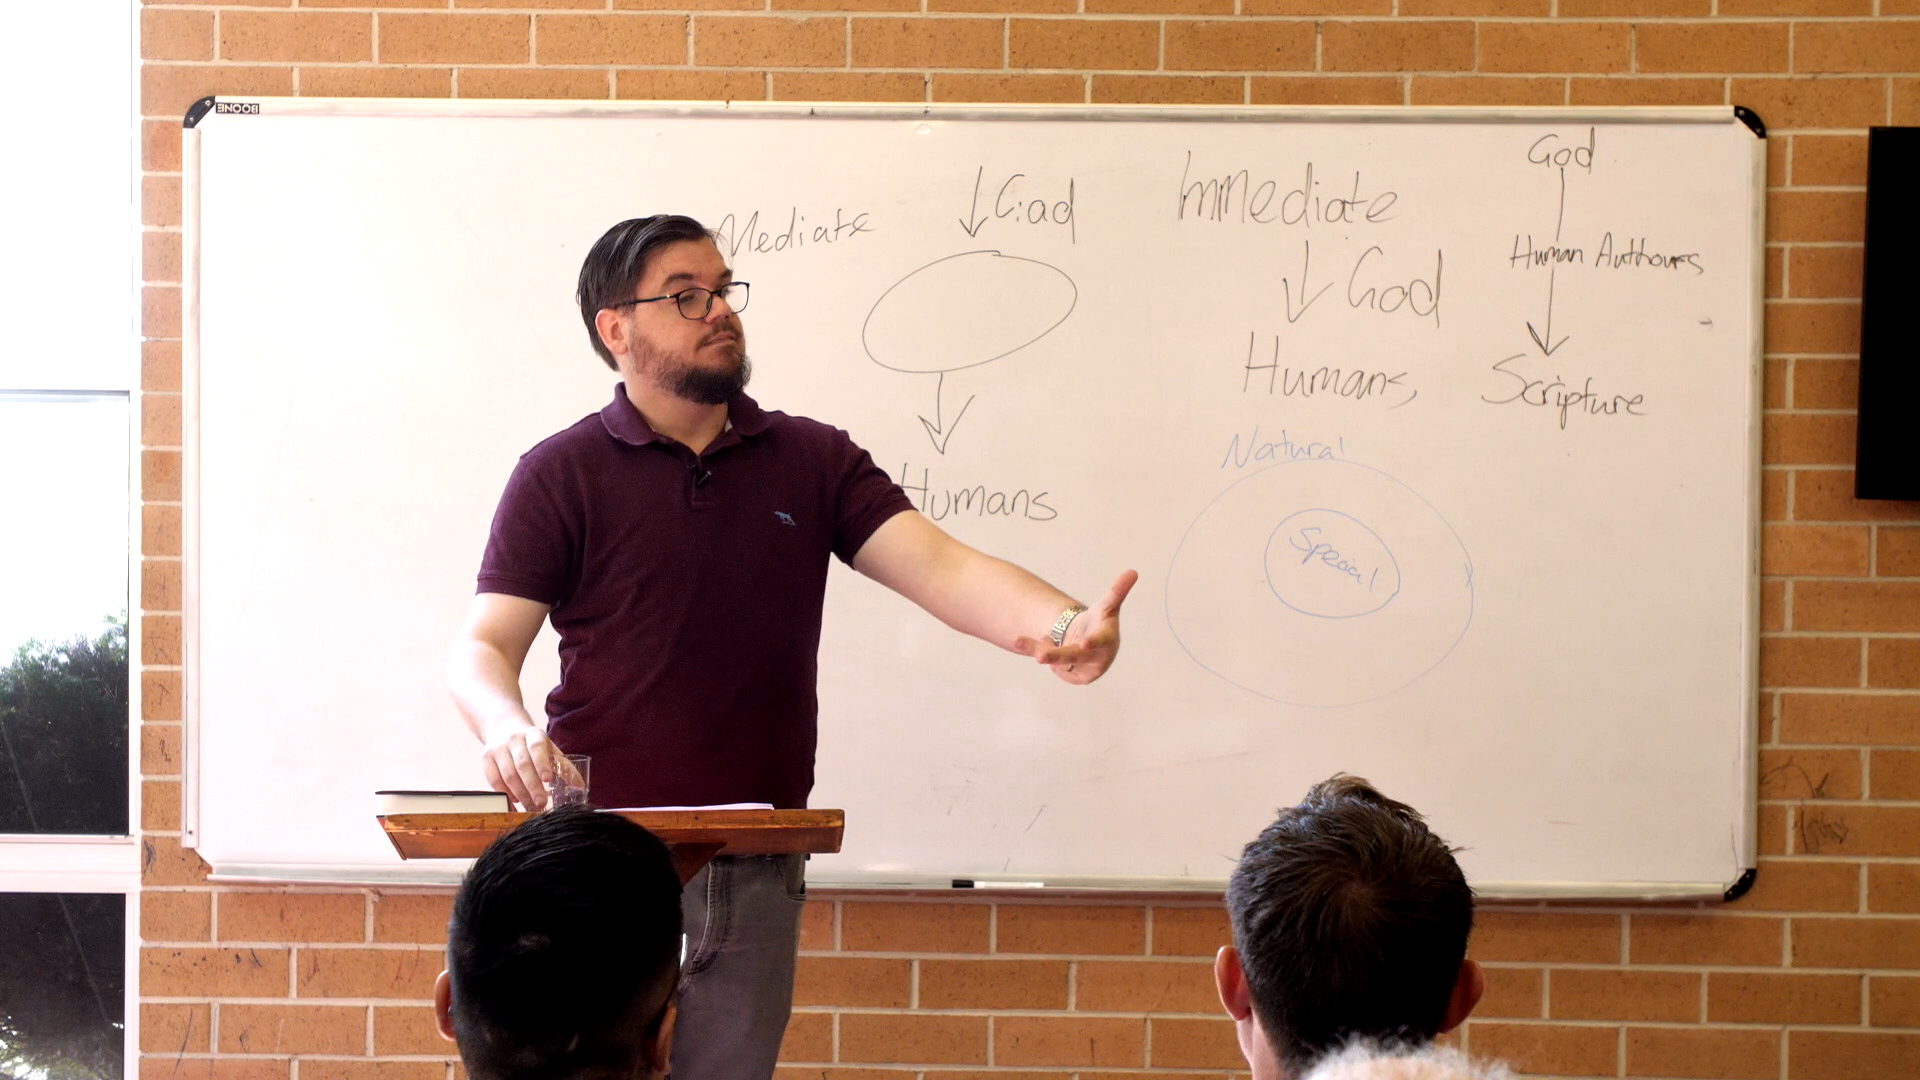 BOONE
Mediate
God
Humans
Immediate
God
Humans,
God
Human Authours
Scripture
Natural
Special